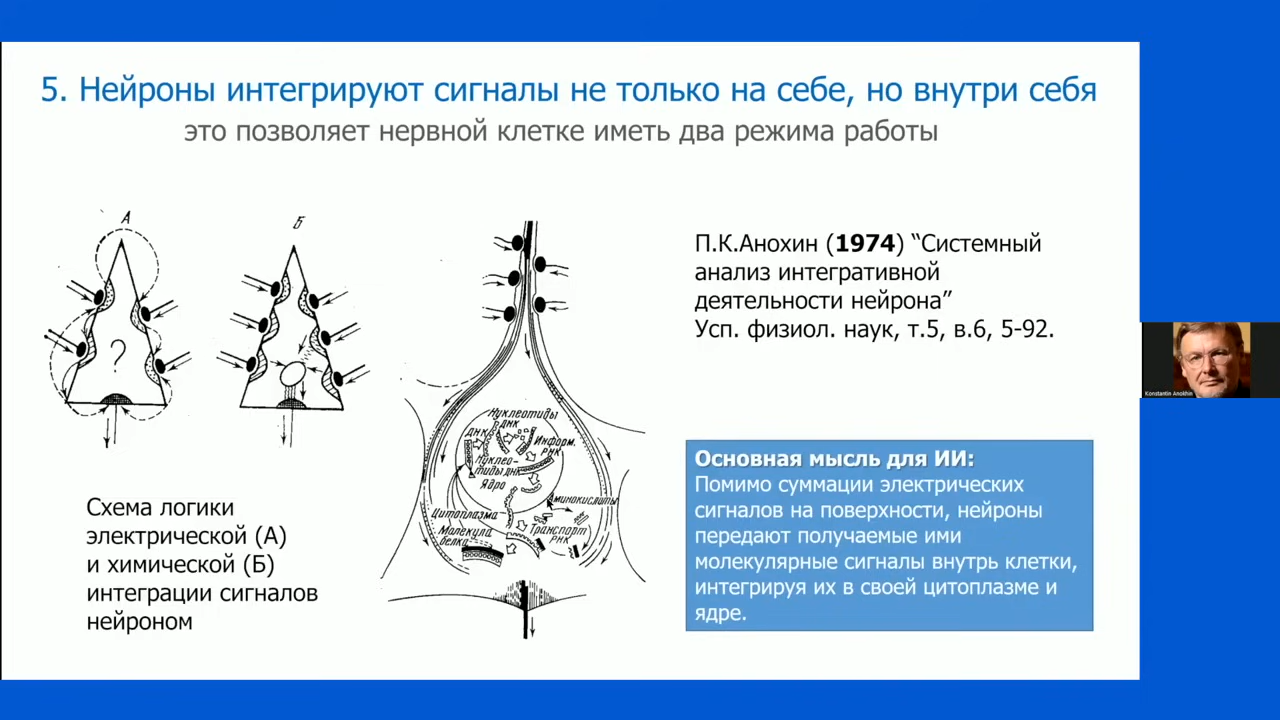 5. Нейроны интегрируют сигналы не только на себе, но внутри себя
это позволяет нервной клетке иметь два режима работы
А
Б
?
Схема логики
электрической (А)
и химической (Б)
интеграции сигналов
нейроном
Нуклеотиды
ДНК
ДНК
Информ.
РНК
Нуклео-
тиды ДНК
Ядро
Аминокислоты
Цитоплазма
Транспорт
РНК
Молекула
белка
П.К.Анохин (1974) “Системный
анализ интегративной
деятельности нейрона”
Усп. физиол. наук, т.5, в.6, 5-92.
Основная мысль для ИИ:
Помимо суммации электрических
сигналов на поверхности, нейроны
передают получаемые ими
молекулярные сигналы внутрь клетки,
интегрируя их в своей цитоплазме и
ядре.
Konstantin Anokhin